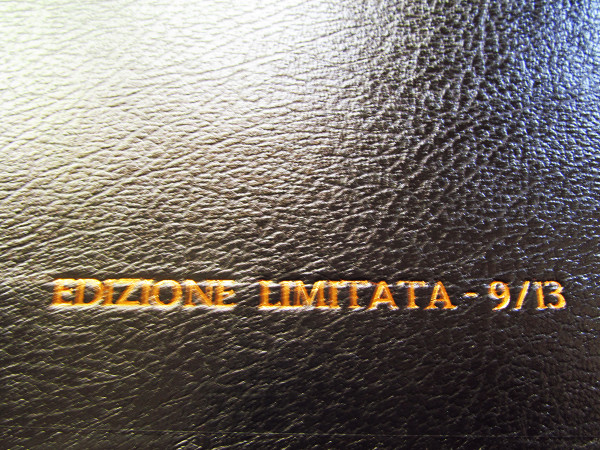 EDIZIONE LIMITATA - 9/13